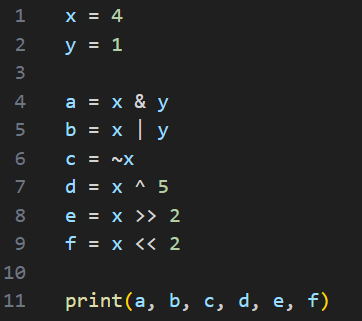 1 x = 4
2 y = 1
3
4 a = x & y
5 b = x | y
6 c = ~x
7 d = x ^ 5
8 e = x >> 2
9 f = x << 2
10
11 print(a, b, c, d, e, f)